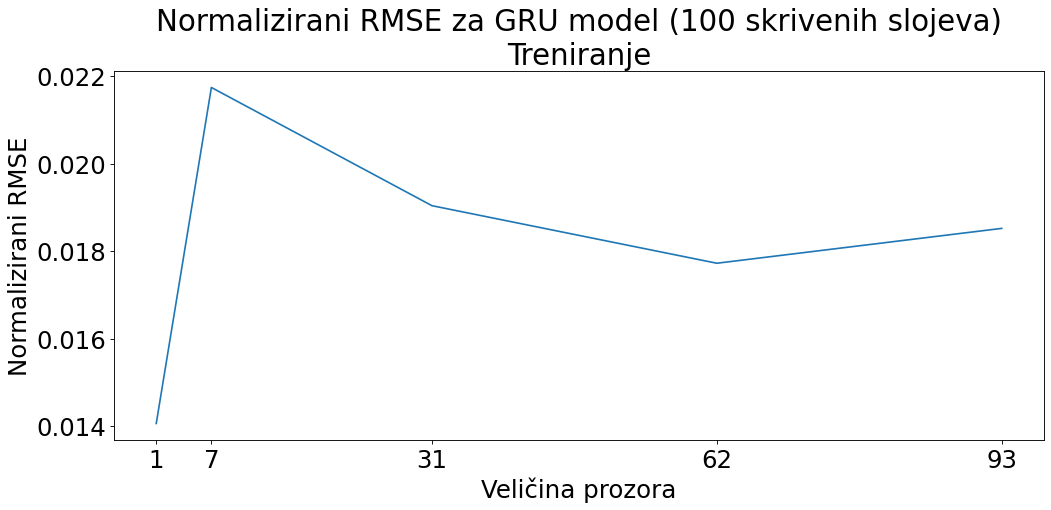 Normalizirani RMSE za GRU model (100 skrivenih slojeva)
Treniranje
Normalizirani RMSE
0.022
0.020
0.018
0.016
0.014
1 7 31 62 93
Veličina prozora